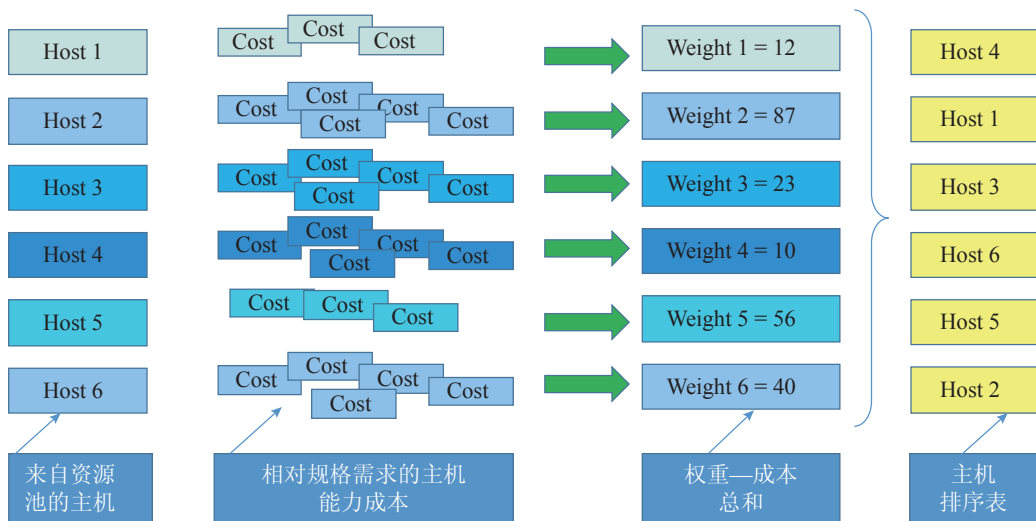 Host 1
Cost
Cost
Cost
Weight 1 = 12
Host 4
Host 2
Cost
Cost
Cost
Cost
Cost
Weight 2 = 87
Host 1
Host 3
Cost
Cost
Cost
Cost
Cost
Weight 3 = 23
Host 3
Host 4
Cost
Cost
Cost
Cost
Cost
Weight 4 = 10
Host 6
Host 5
Cost
Cost
Cost
Weight 5 = 56
Host 5
Host 6
Cost
Cost
Cost
Cost
Cost
Weight 6 = 40
Host 2
来自资源
池的主机
相对规格需求的主机
能力成本
权重—成本
总和
主机
排序表